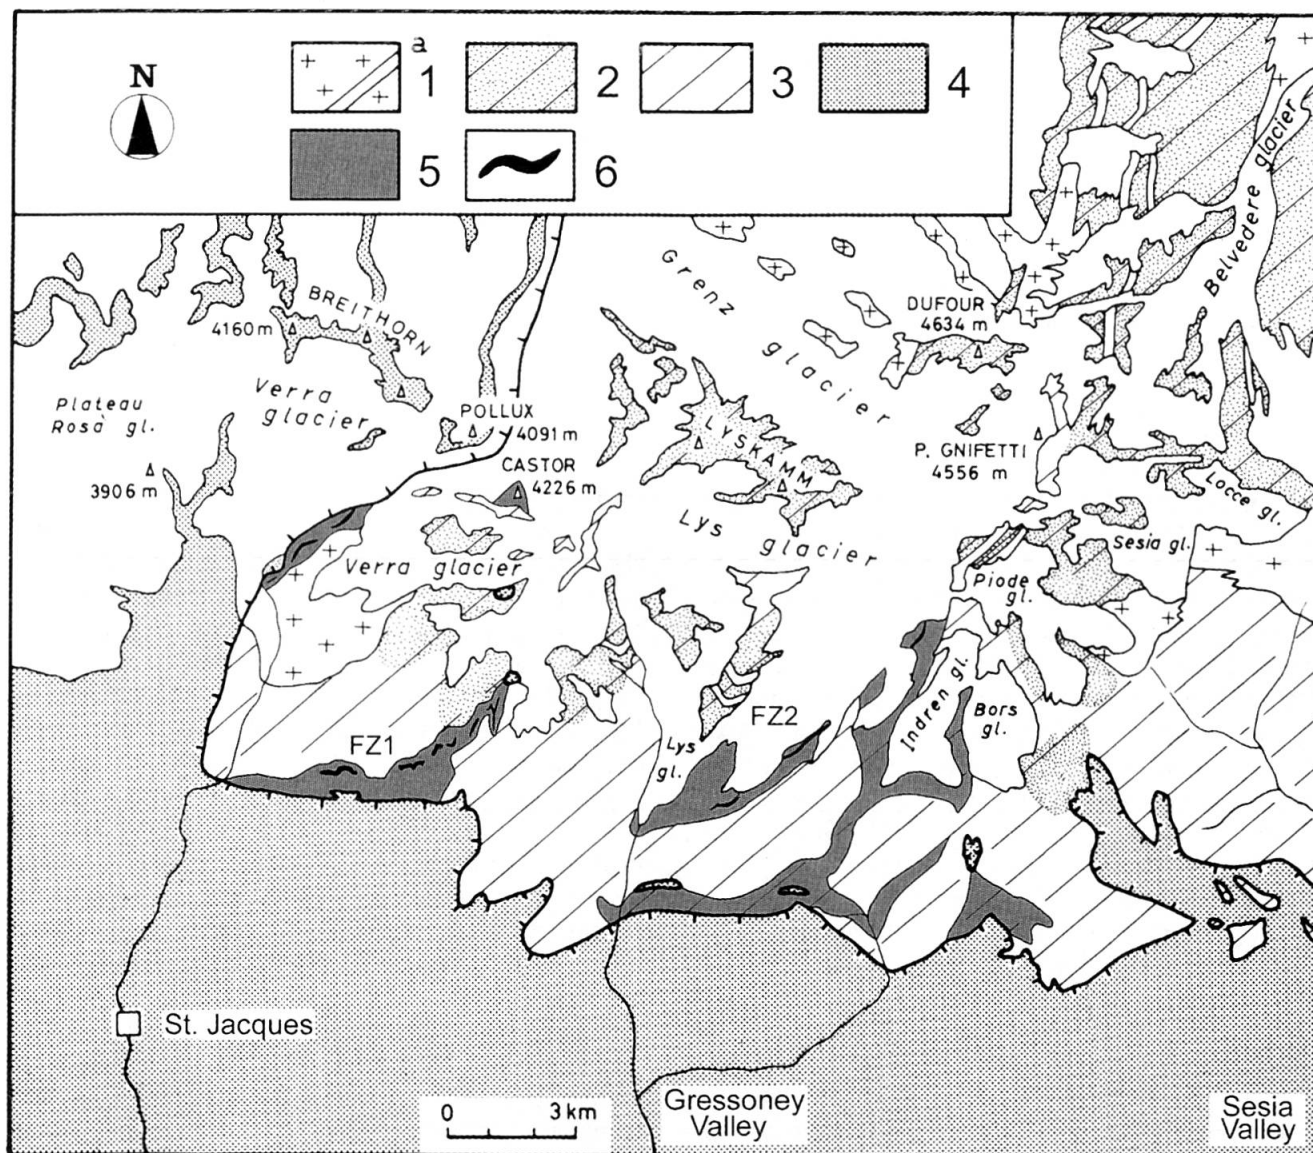 a
N
1
2
3
4
5
6
Belvedere glacier
Grenz glacier
DUFOUR
4634 m
BREITHORN
4160 m
Verra
glacier
Plateau
Rosà gl.
3906 m
POLLUX
4091 m
CASTOR
4226 m
LYSKAMM
P. GNIFETTI
4556 m
Locce
gl.
Lys glacier
Sesia gl.
Verra glacier
Piode
gl.
Indren gl.
Bors
gl.
FZ1
FZ2
Lys
gl.
St. Jacques
0 3 km
Gressoney
Valley
Sesia
Valley